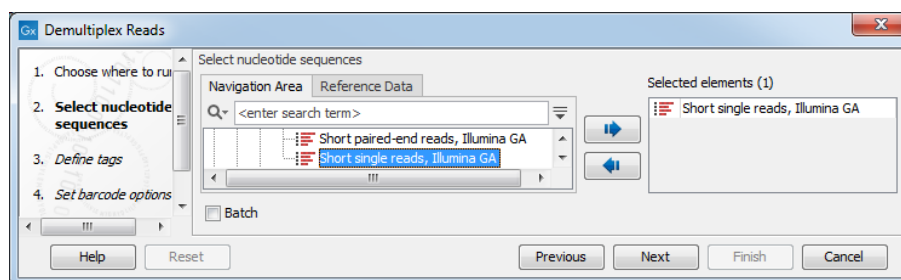 Gx Demultiplex Reads
1. Choose where to run
2. Select nucleotide
sequences
3. Define tags
4. Set barcode options
Select nucleotide sequences
Navigation Area Reference Data
<enter search term>
Short paired-end reads, Illumina GA
Short single reads, Illumina GA
Batch
Selected elements (1)
Short single reads, Illumina GA
Help Reset Previous Next Finish Cancel